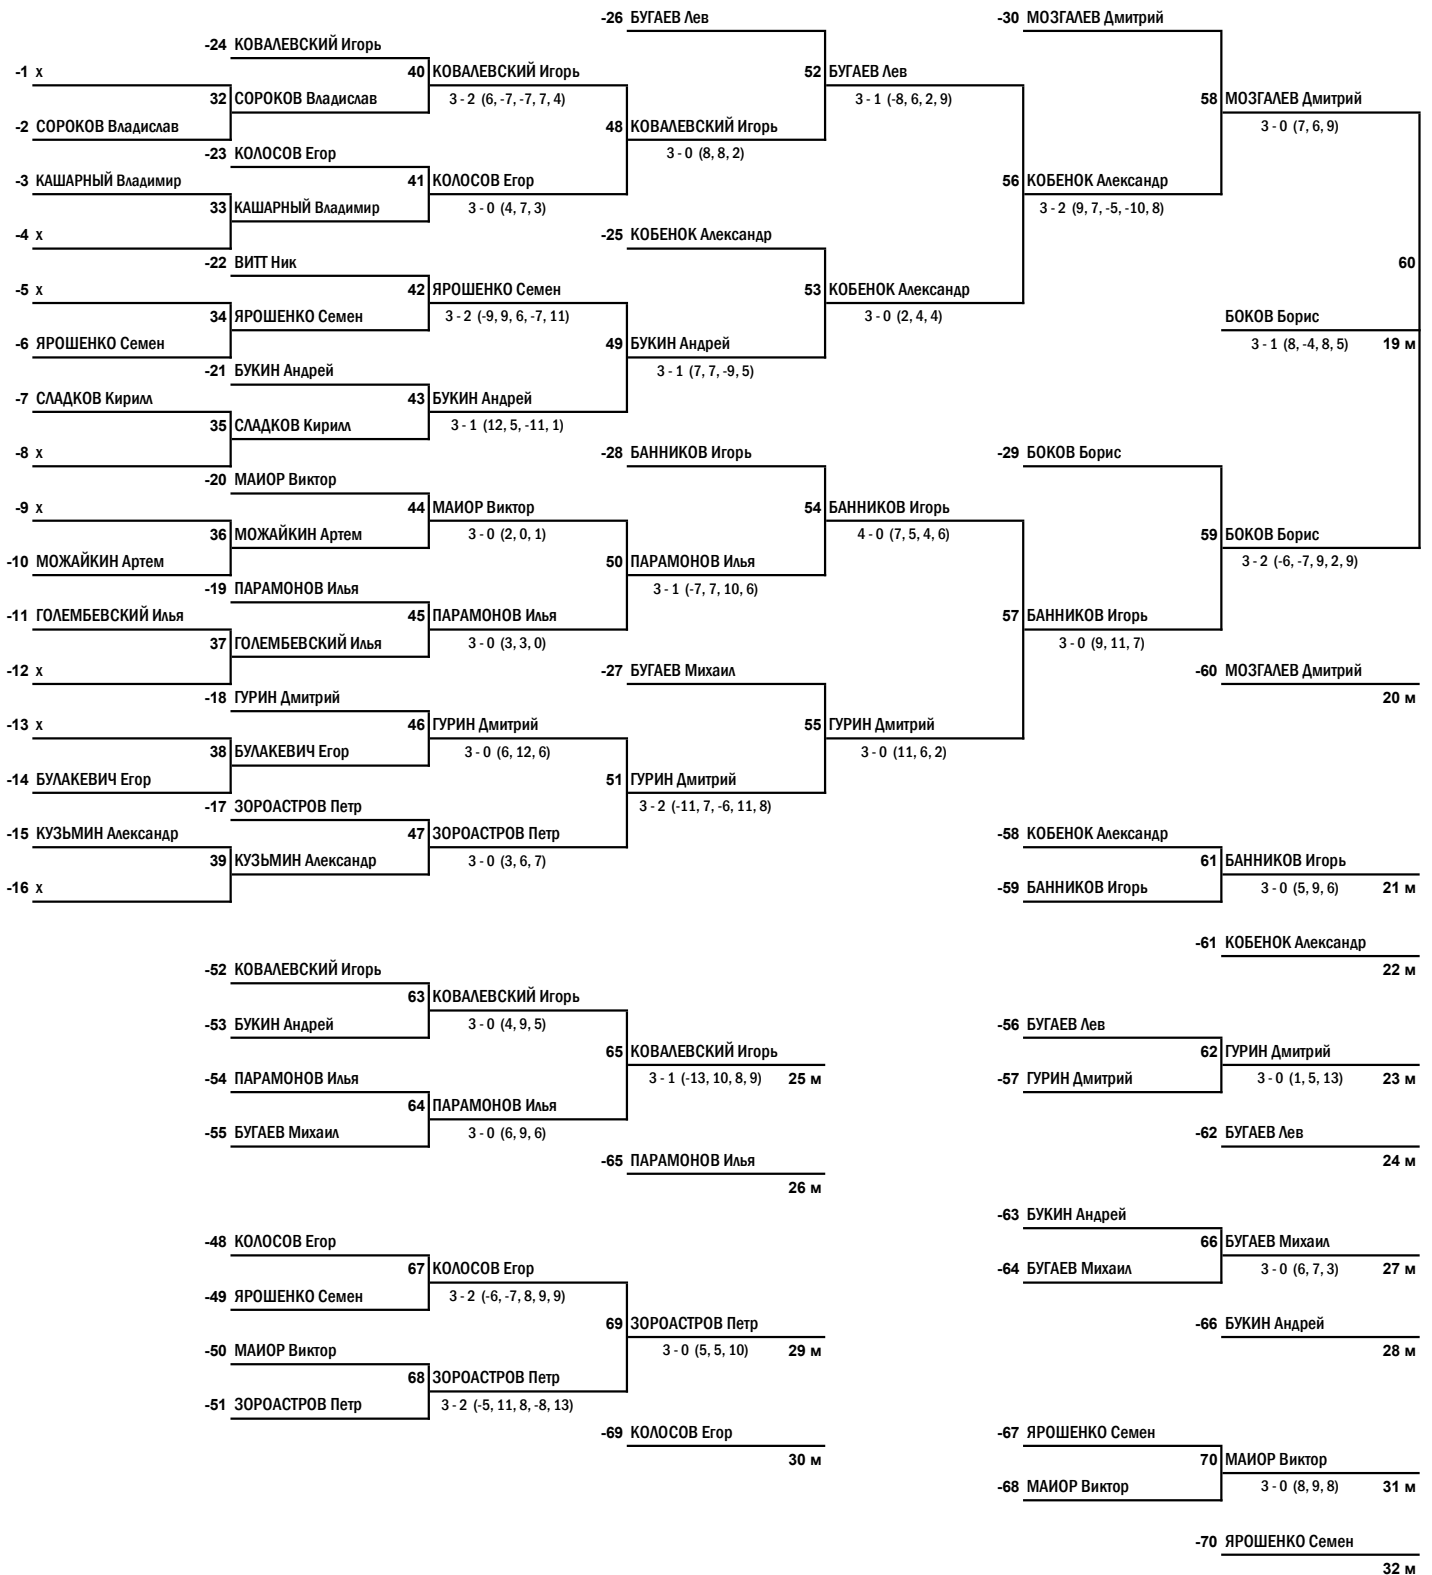 -26 БУГАЕВ Лев
-30 МОЗГАЛЕВ Дмитрий
-24 КОВАЛЕВСКИЙ Игорь
-1 х
40 КОВАЛЕВСКИЙ Игорь
52 БУГАЕВ Лев
32 СОРОКОВ Владислав
3 - 2 (6, -7, -7, 7, 4)
3 - 1 (-8, 6, 2, 9)
58 МОЗГАЛЕВ Дмитрий
-2 СОРОКОВ Владислав
48 КОВАЛЕВСКИЙ Игорь
3 - 0 (7, 6, 9)
-23 КОЛОСОВ Егор
3 - 0 (8, 8, 2)
-3 КАШАРНЫЙ Владимир
41 КОЛОСОВ Егор
56 КОБЕНОК Александр
33 КАШАРНЫЙ Владимир
3 - 0 (4, 7, 3)
3 - 2 (9, 7, -5, -10, 8)
-4 х
-25 КОБЕНОК Александр
-22 ВИТТ Ник
60
-5 х
42 ЯРОШЕНКО Семен
53 КОБЕНОК Александр
34 ЯРОШЕНКО Семен
3 - 2 (-9, 9, 6, -7, 11)
3 - 0 (2, 4, 4)
БОКОВ Борис
-6 ЯРОШЕНКО Семен
49 БУКИН Андрей
3 - 1 (8, -4, 8, 5) 19 м
-21 БУКИН Андрей
3 - 1 (7, 7, -9, 5)
-7 СЛАДКОВ Кирилл
43 БУКИН Андрей
35 СЛАДКОВ Кирилл
3 - 1 (12, 5, -11, 1)
-8 х
-28 БАННИКОВ Игорь
-29 БОКОВ Борис
-20 МАИОР Виктор
-9 х
44 МАИОР Виктор
54 БАННИКОВ Игорь
36 МОЖАЙКИН Артем
3 - 0 (2, 0, 1)
4 - 0 (7, 5, 4, 6)
59 БОКОВ Борис
-10 МОЖАЙКИН Артем
50 ПАРАМОНОВ Илья
3 - 2 (-6, -7, 9, 2, 9)
-19 ПАРАМОНОВ Илья
3 - 1 (-7, 7, 10, 6)
-11 ГОЛЕМБЕВСКИЙ Илья
45 ПАРАМОНОВ Илья
57 БАННИКОВ Игорь
37 ГОЛЕМБЕВСКИЙ Илья
3 - 0 (3, 3, 0)
3 - 0 (9, 11, 7)
-12 х
-27 БУГАЕВ Михаил
-60 МОЗГАЛЕВ Дмитрий
-18 ГУРИН Дмитрий
20 м
-13 х
46 ГУРИН Дмитрий
55 ГУРИН Дмитрий
38 БУЛАКЕВИЧ Егор
3 - 0 (6, 12, 6)
3 - 0 (11, 6, 2)
-14 БУЛАКЕВИЧ Егор
51 ГУРИН Дмитрий
-17 ЗОРОАСТРОВ Петр
3 - 2 (-11, 7, -6, 11, 8)
-15 КУЗЬМИН Александр
47 ЗОРОАСТРОВ Петр
-58 КОБЕНОК Александр
39 КУЗЬМИН Александр
3 - 0 (3, 6, 7)
61 БАННИКОВ Игорь
-16 х
-59 БАННИКОВ Игорь
3 - 0 (5, 9, 6) 21 м
-61 КОБЕНОК Александр
-52 КОВАЛЕВСКИЙ Игорь
22 м
63 КОВАЛЕВСКИЙ Игорь
-53 БУКИН Андрей
3 - 0 (4, 9, 5)
-56 БУГАЕВ Лев
65 КОВАЛЕВСКИЙ Игорь
62 ГУРИН Дмитрий
-54 ПАРАМОНОВ Илья
3 - 1 (-13, 10, 8, 9) 25 м
-57 ГУРИН Дмитрий
3 - 0 (1, 5, 13) 23 м
64 ПАРАМОНОВ Илья
-55 БУГАЕВ Михаил
3 - 0 (6, 9, 6)
-62 БУГАЕВ Лев
-65 ПАРАМОНОВ Илья
24 м
26 м
-63 БУКИН Андрей
-48 КОЛОСОВ Егор
66 БУГАЕВ Михаил
67 КОЛОСОВ Егор
-64 БУГАЕВ Михаил
3 - 0 (6, 7, 3) 27 м
-49 ЯРОШЕНКО Семен
3 - 2 (-6, -7, 8, 9, 9)
69 ЗОРОАСТРОВ Петр
-66 БУКИН Андрей
-50 МАИОР Виктор
3 - 0 (5, 5, 10) 29 м
28 м
68 ЗОРОАСТРОВ Петр
-51 ЗОРОАСТРОВ Петр
3 - 2 (-5, 11, 8, -8, 13)
-69 КОЛОСОВ Егор
-67 ЯРОШЕНКО Семен
30 м
70 МАИОР Виктор
-68 МАИОР Виктор
3 - 0 (8, 9, 8) 31 м
-70 ЯРОШЕНКО Семен
32 м